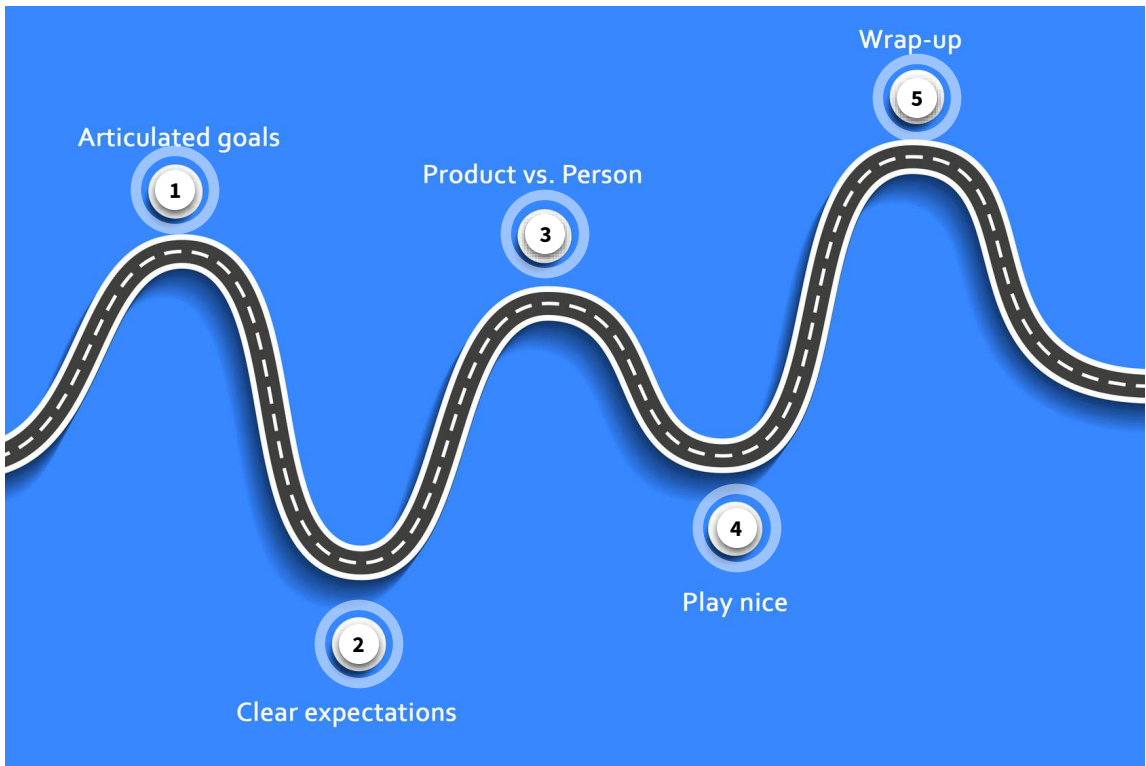 Articulated goals
1
2
Clear expectations
Product vs. Person
3
4
Play nice
Wrap-up
5